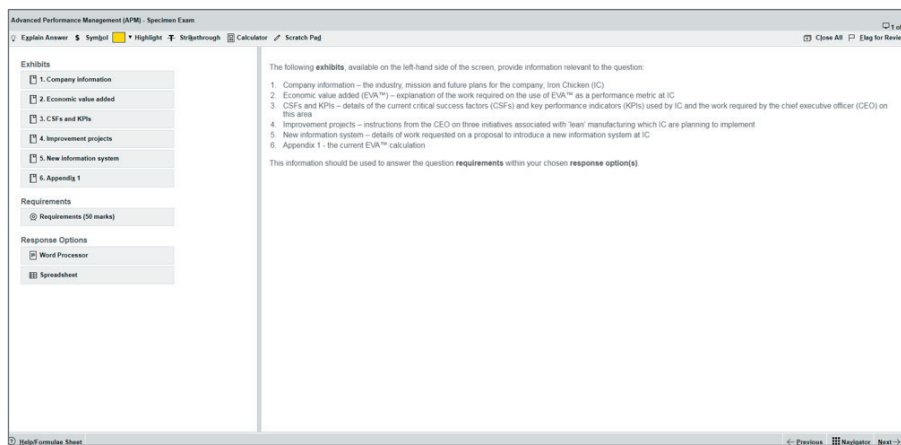 Advanced Performance Management (APM) - Specimen Exam
1 of
Explain Answer $ Symbol Highlight T Strikethrough Calculator Scratch Pad Close All Flag for Revie
Exhibits
1. Company information
2. Economic value added
3. CSFs and KPIs
4. Improvement projects
5. New information system
6. Appendix 1
Requirements
Requirements (50 marks)
Response Options
Word Processor
Spreadsheet
The following exhibits, available on the left-hand side of the screen, provide information relevant to the question:
1. Company information – the industry, mission and future plans for the company; Iron Chicken (IC)
2. Economic value added (EVA™) – explanation of the work required on the use of EVA™ as a performance metric at IC
3. CSFs and KPIs – details of the current critical success factors (CSFs) and key performance indicators (KPIs) used by IC and the work required by the chief executive officer (CEO) on
this area
4. Improvement projects – instructions from the CEO on three initiatives associated with 'lean' manufacturing which IC are planning to implement
5. New information system – details of work requested on a proposal to introduce a new information system at IC
6. Appendix 1 - the current EVA™ calculation
This information should be used to answer the question requirements within your chosen response option(s).
Help/Formulae Sheet
Previous Navigator Next